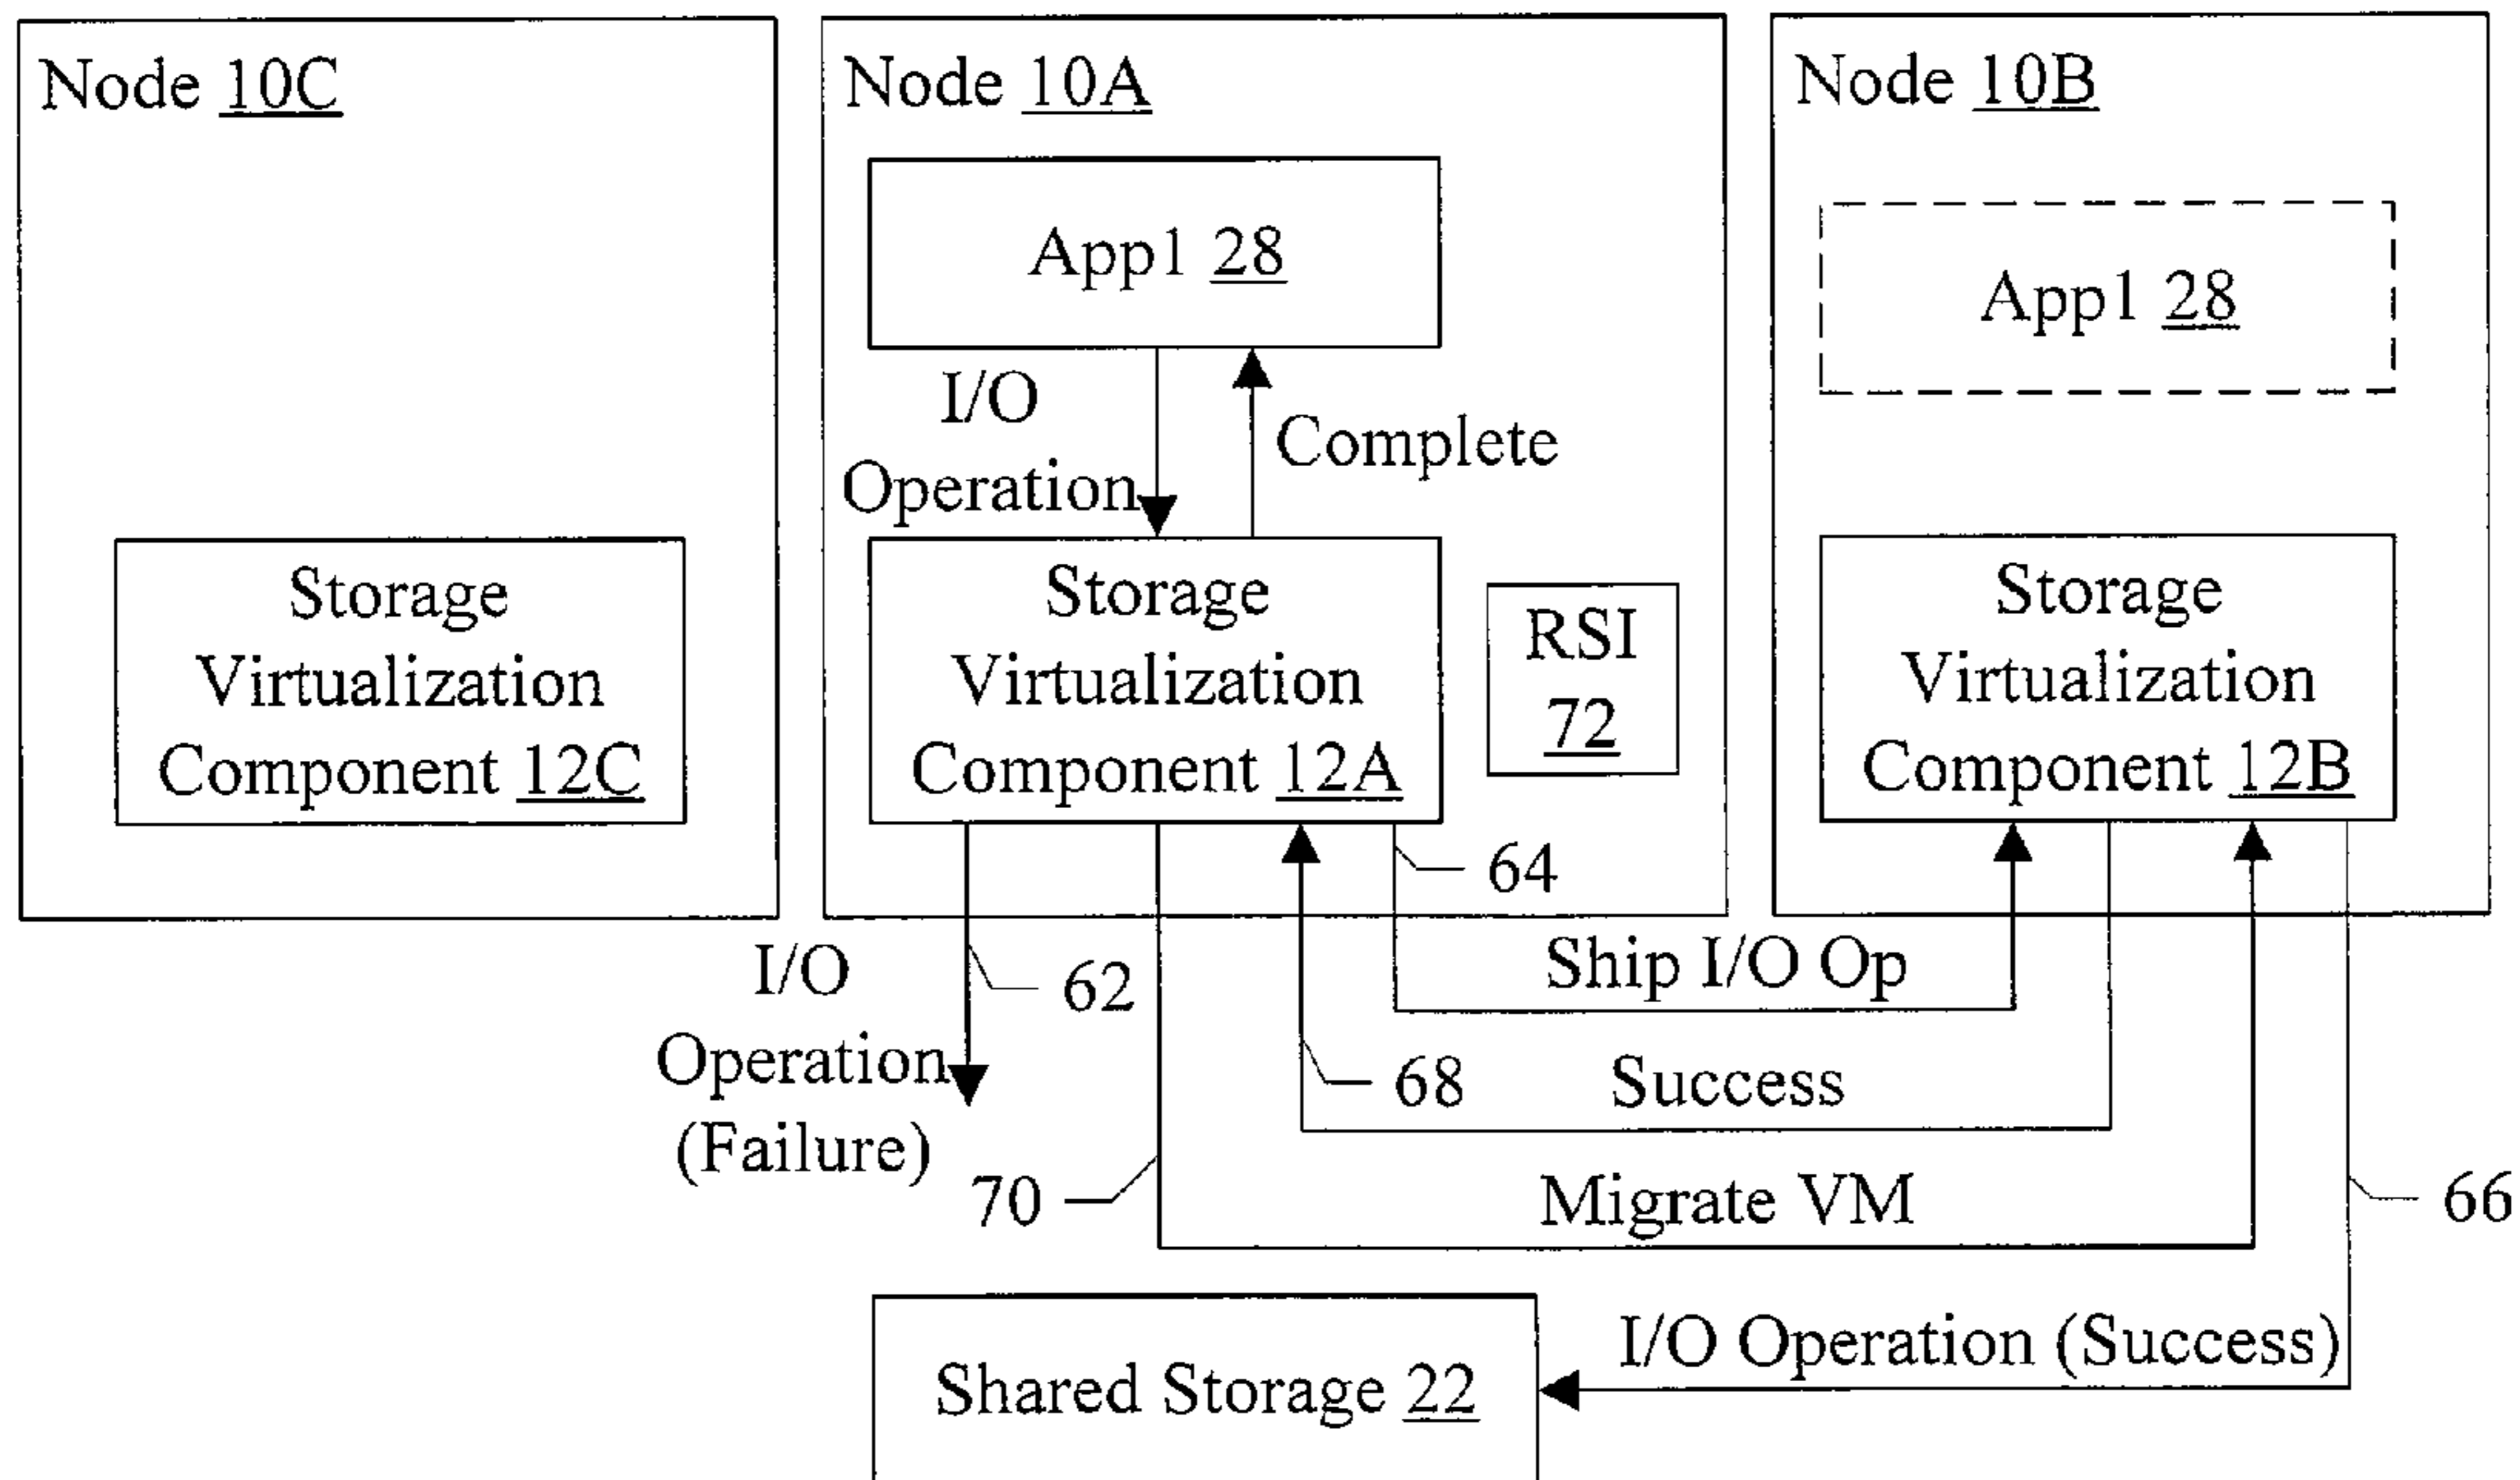 Node 10C
Storage
Virtualization
Component 12C
Node 10A
App1 28
I/O
Operation
Complete
Storage
Virtualization
Component 12A
RSI
72
Node 10B
App1 28
Storage
Virtualization
Component 12B
64
I/O
Operation
(Failure)
62
Ship I/O Op
68
Success
70
Migrate VM
66
I/O Operation (Success)
Shared Storage 22